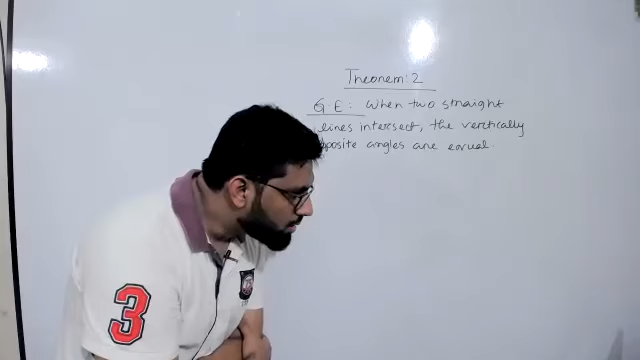 Theorem: 2
G.E: When two straight
lines intersect, the vertically
opposite angles are equal.
3